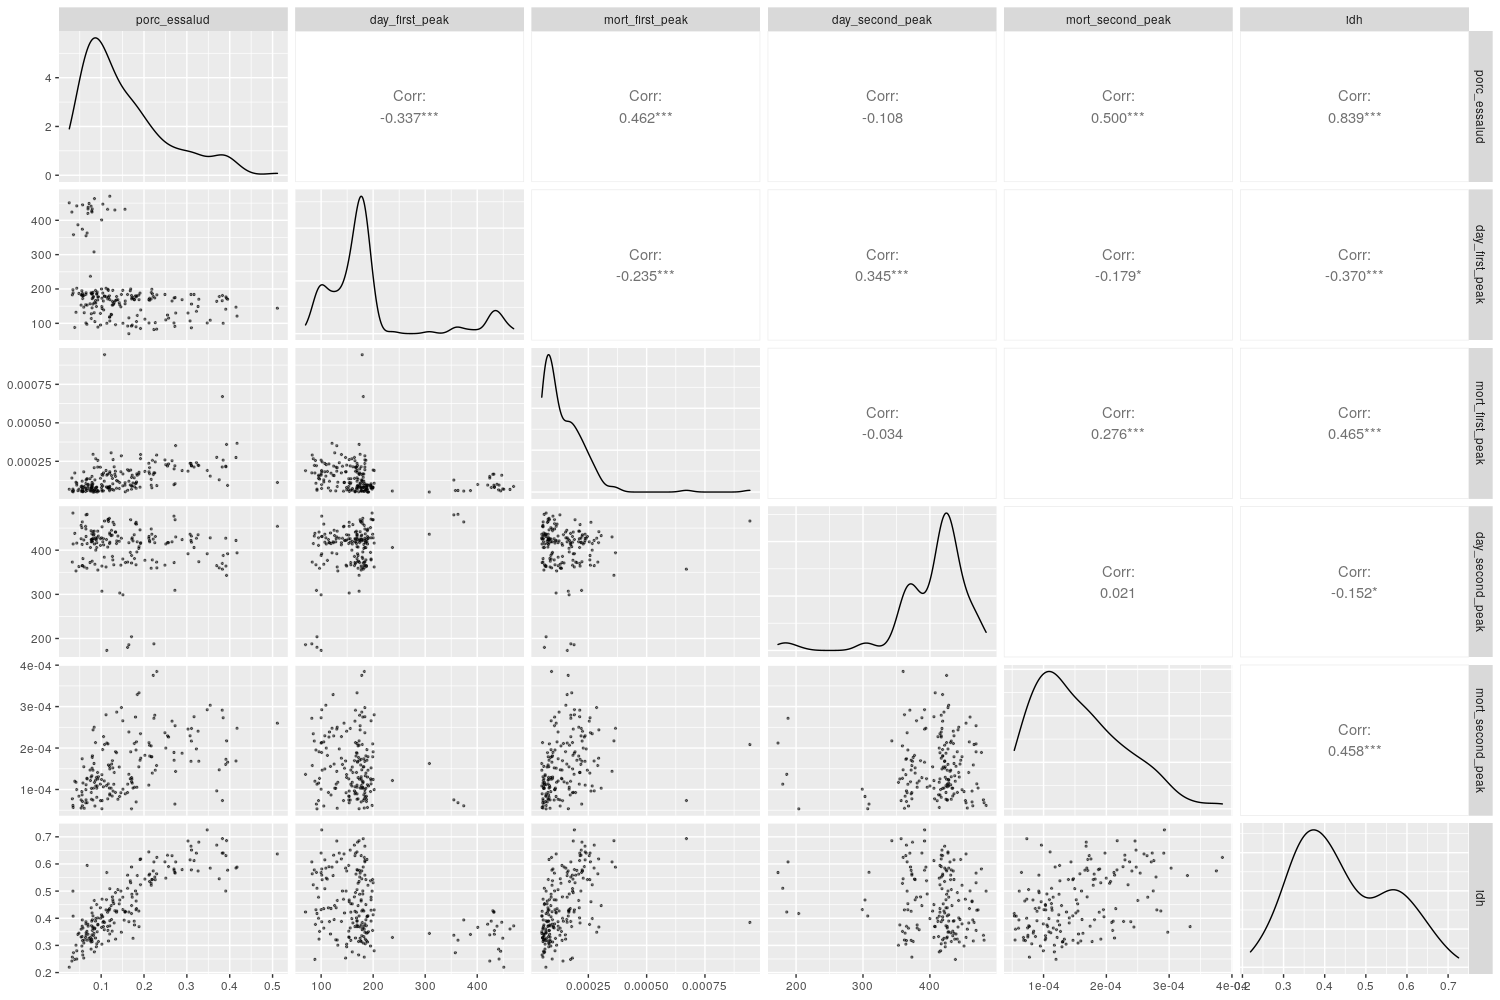 porc_essalud
day_first_peak
mort_first_peak
day_second_peak
mort_second_peak
idh
4
2
0
Corr:
-0.337***
Corr:
0.462***
Corr:
-0.108
Corr:
0.500***
Corr:
0.839***
porc_essalud
400
300
200
100
Corr:
-0.235***
Corr:
0.345***
Corr:
-0.179*
Corr:
-0.370***
day_first_peak
0.00075
0.00050
0.00025
Corr:
-0.034
Corr:
0.276***
Corr:
0.465***
mort_first_peak
400
300
200
Corr:
0.021
Corr:
-0.152*
day_second_peak
4e-04
3e-04
2e-04
1e-04
Corr:
0.458***
mort_second_peak
0.7
0.6
0.5
0.4
0.3
0.2
idh
0.1 0.2 0.3 0.4 0.5
100 200 300 400
0.00025 0.00050 0.00075
200 400
1e-04 2e-04 3e-04 4e-04
0.2 0.3 0.4 0.5 0.6 0.7